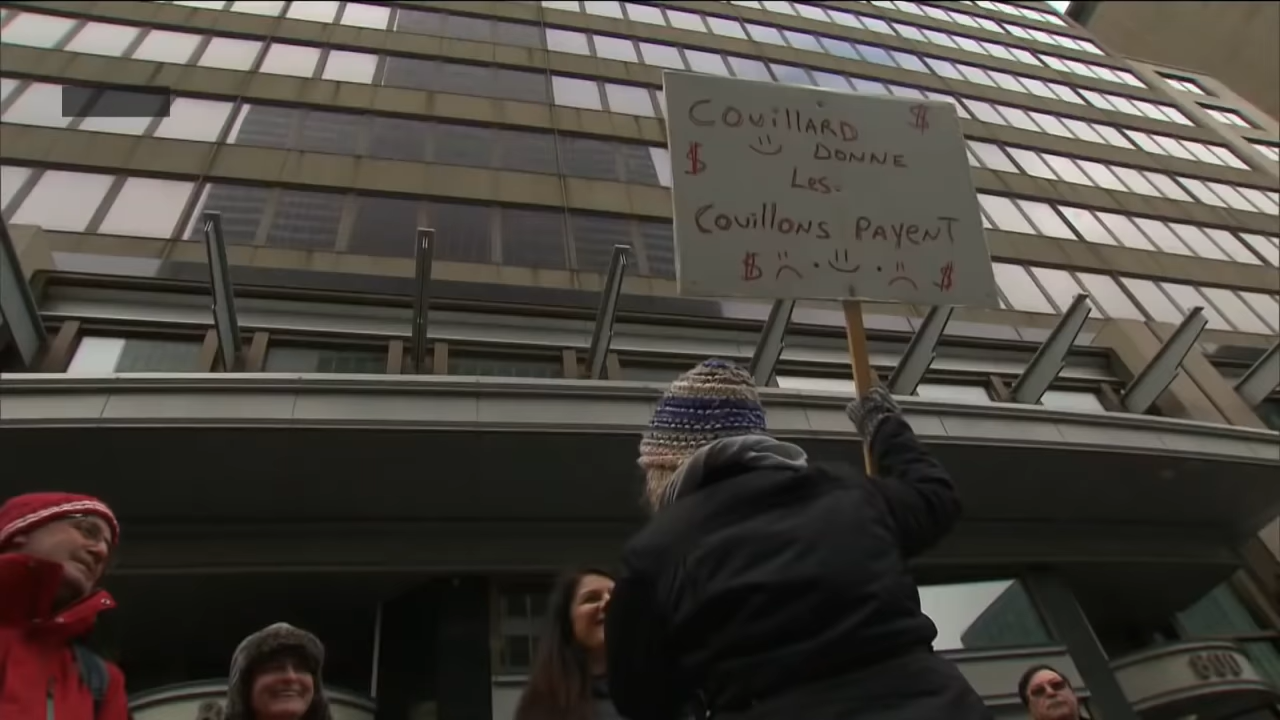 COUILLARD $
$ DONNE
Les.
COUILLONS PAYENT
$ $
600